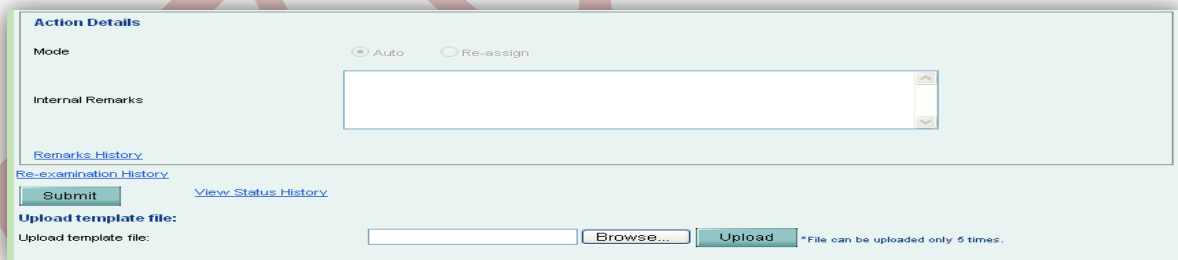 Action Details
Mode Auto Re-assign
Internal Remarks
Remarks History
Re-examination History
Submit View Status History
Upload template file:
Upload template file: Browse... Upload *File can be uploaded only 5 times.